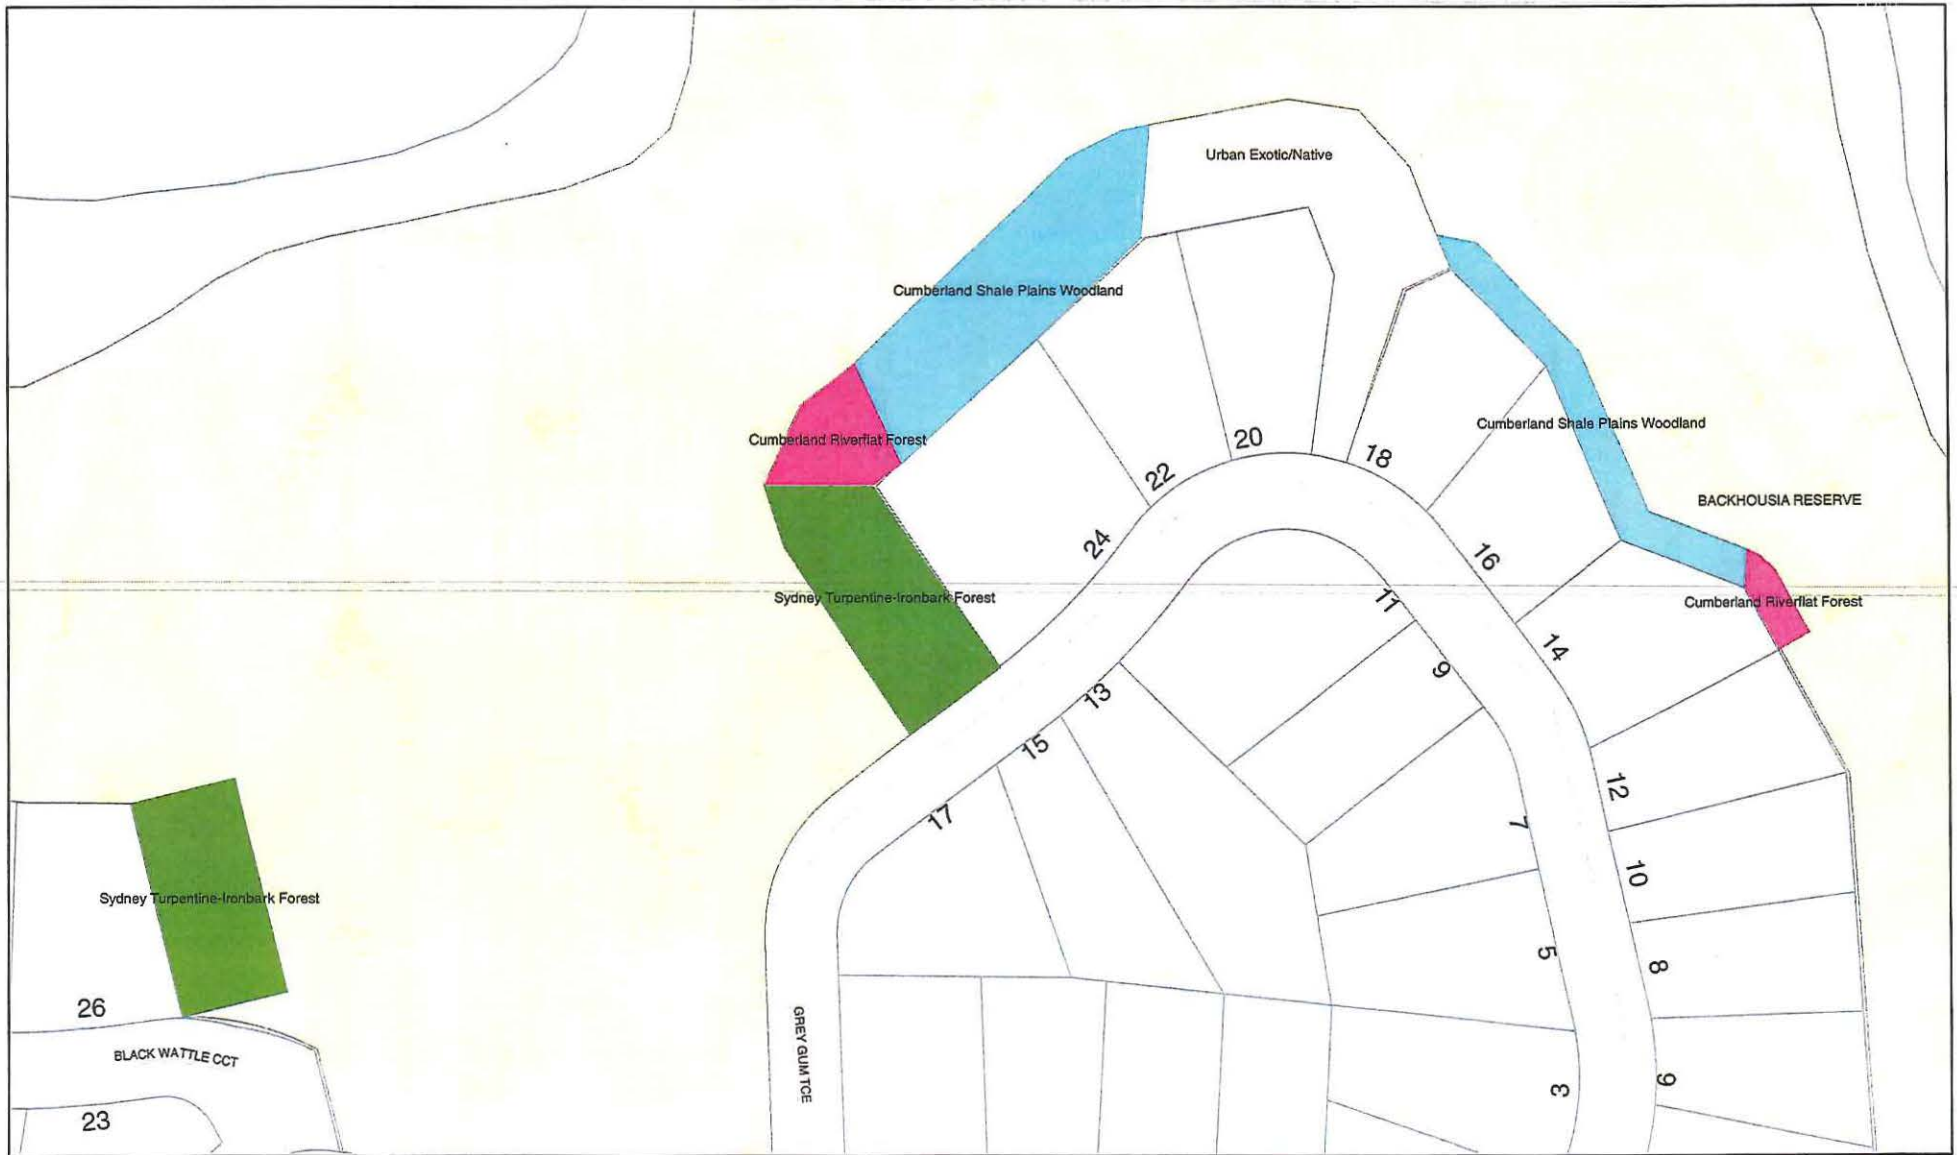 Urban Exotic/Native
Cumberland Shale Plains Woodland
Cumberland Shale Plains Woodland
Cumberland Riverflat Forest
20
18
22
BACKHOUSIA RESERVE
24
16
Sydney Turpentine-Ironbark Forest
11
Cumberland Riverflat Forest
14
9
13
15
12
17
7
10
Sydney Turpentine-Ironbark Forest
5
8
26
GREY GUM TCE
BLACK WATTLE CCT
3
6
23